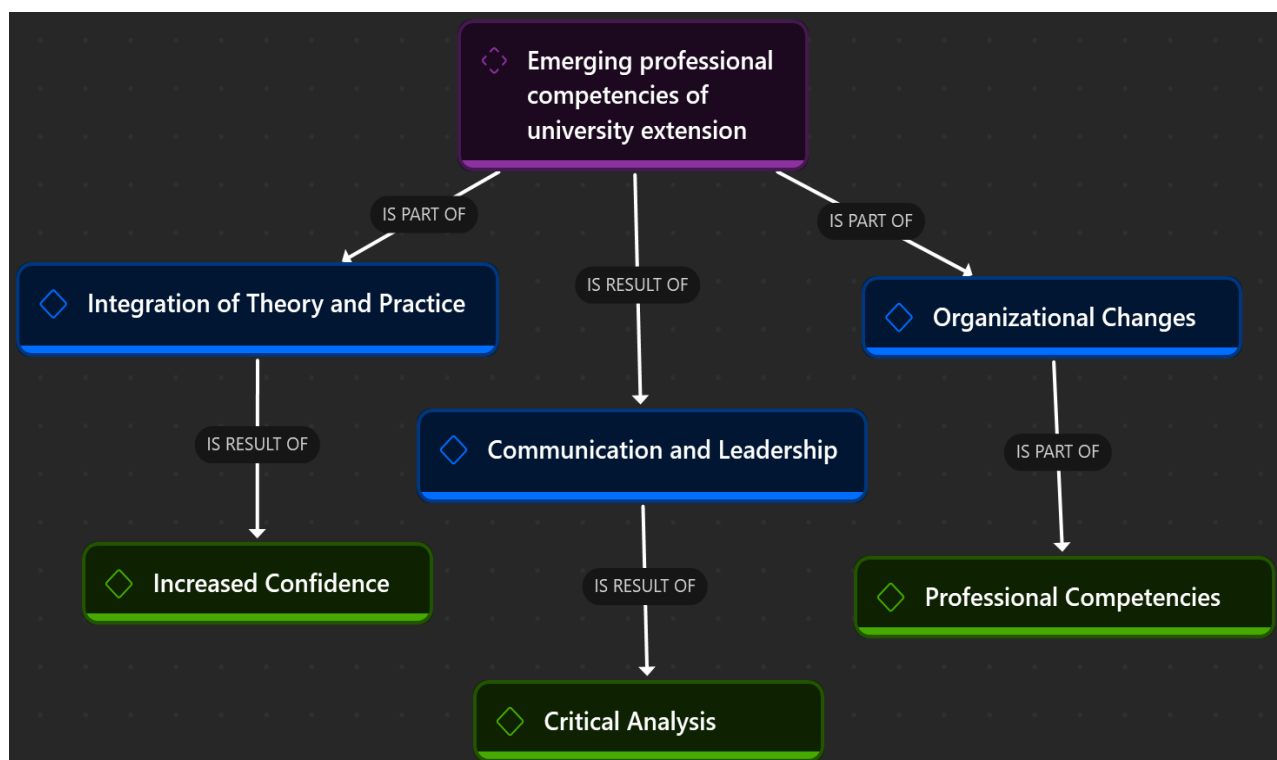 Emerging professional
competencies of
university extension
IS PART OF
IS PART OF
IS RESULT OF
Integration of Theory and Practice
Organizational Changes
IS RESULT OF
Communication and Leadership
IS PART OF
Increased Confidence
IS RESULT OF
Professional Competencies
Critical Analysis